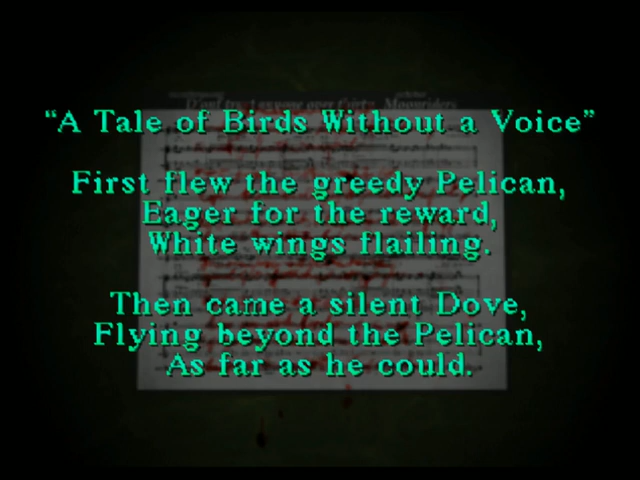 “A Tale of Birds Without a Voice”
First flew the greedy Pelican,
Eager for the reward,
White wings flailing.
Then came a silent Dove,
Flying beyond the Pelican,
As far as he could.